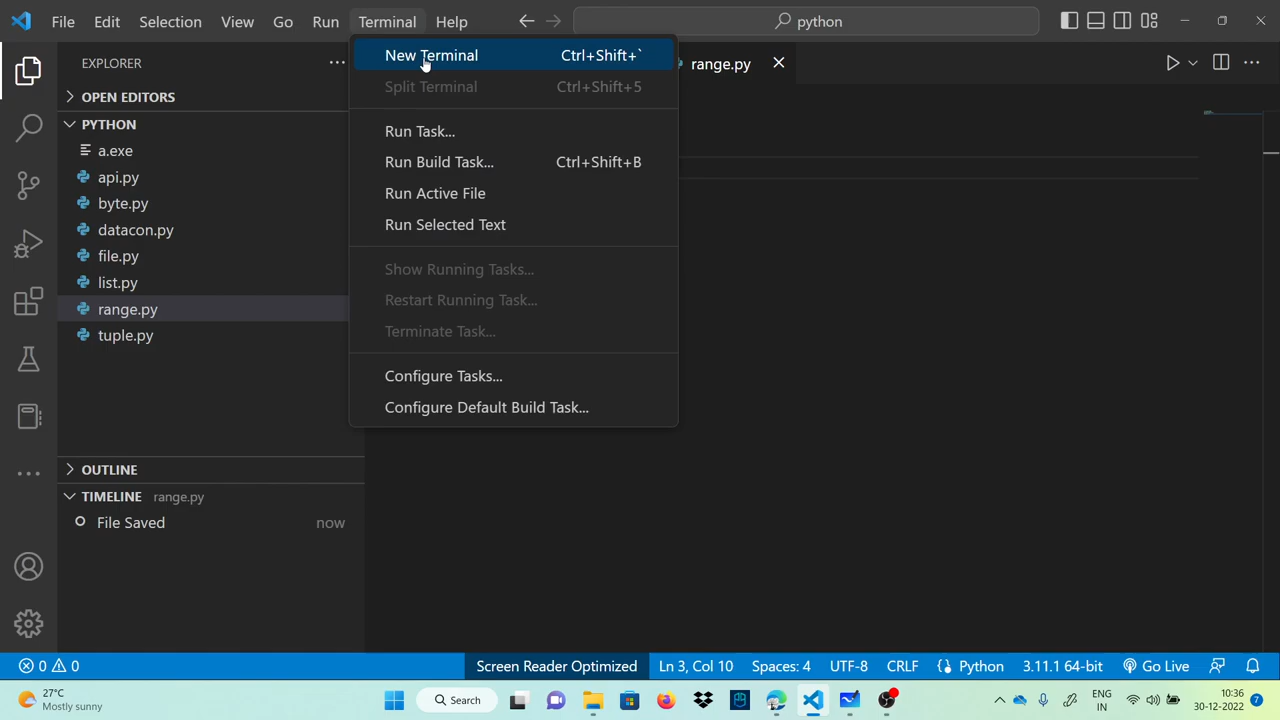 File Edit Selection View Go Run Terminal Help python
EXPLORER
New Terminal Ctrl+Shift+`
range.py
Split Terminal Ctrl+Shift+5
OPEN EDITORS
PYTHON
Run Task...
a.exe
Run Build Task... Ctrl+Shift+B
api.py
Run Active File
byte.py
Run Selected Text
datacon.py
file.py
Show Running Tasks...
list.py
Restart Running Task...
range.py
Terminate Task...
tuple.py
Configure Tasks...
Configure Default Build Task...
OUTLINE
TIMELINE range.py
File Saved now
0 0 Screen Reader Optimized Ln 3, Col 10 Spaces: 4 UTF-8 CRLF Python 3.11.1 64-bit Go Live
27°C
Mostly sunny
Search
ENG
IN
10:36
30-12-2022
7